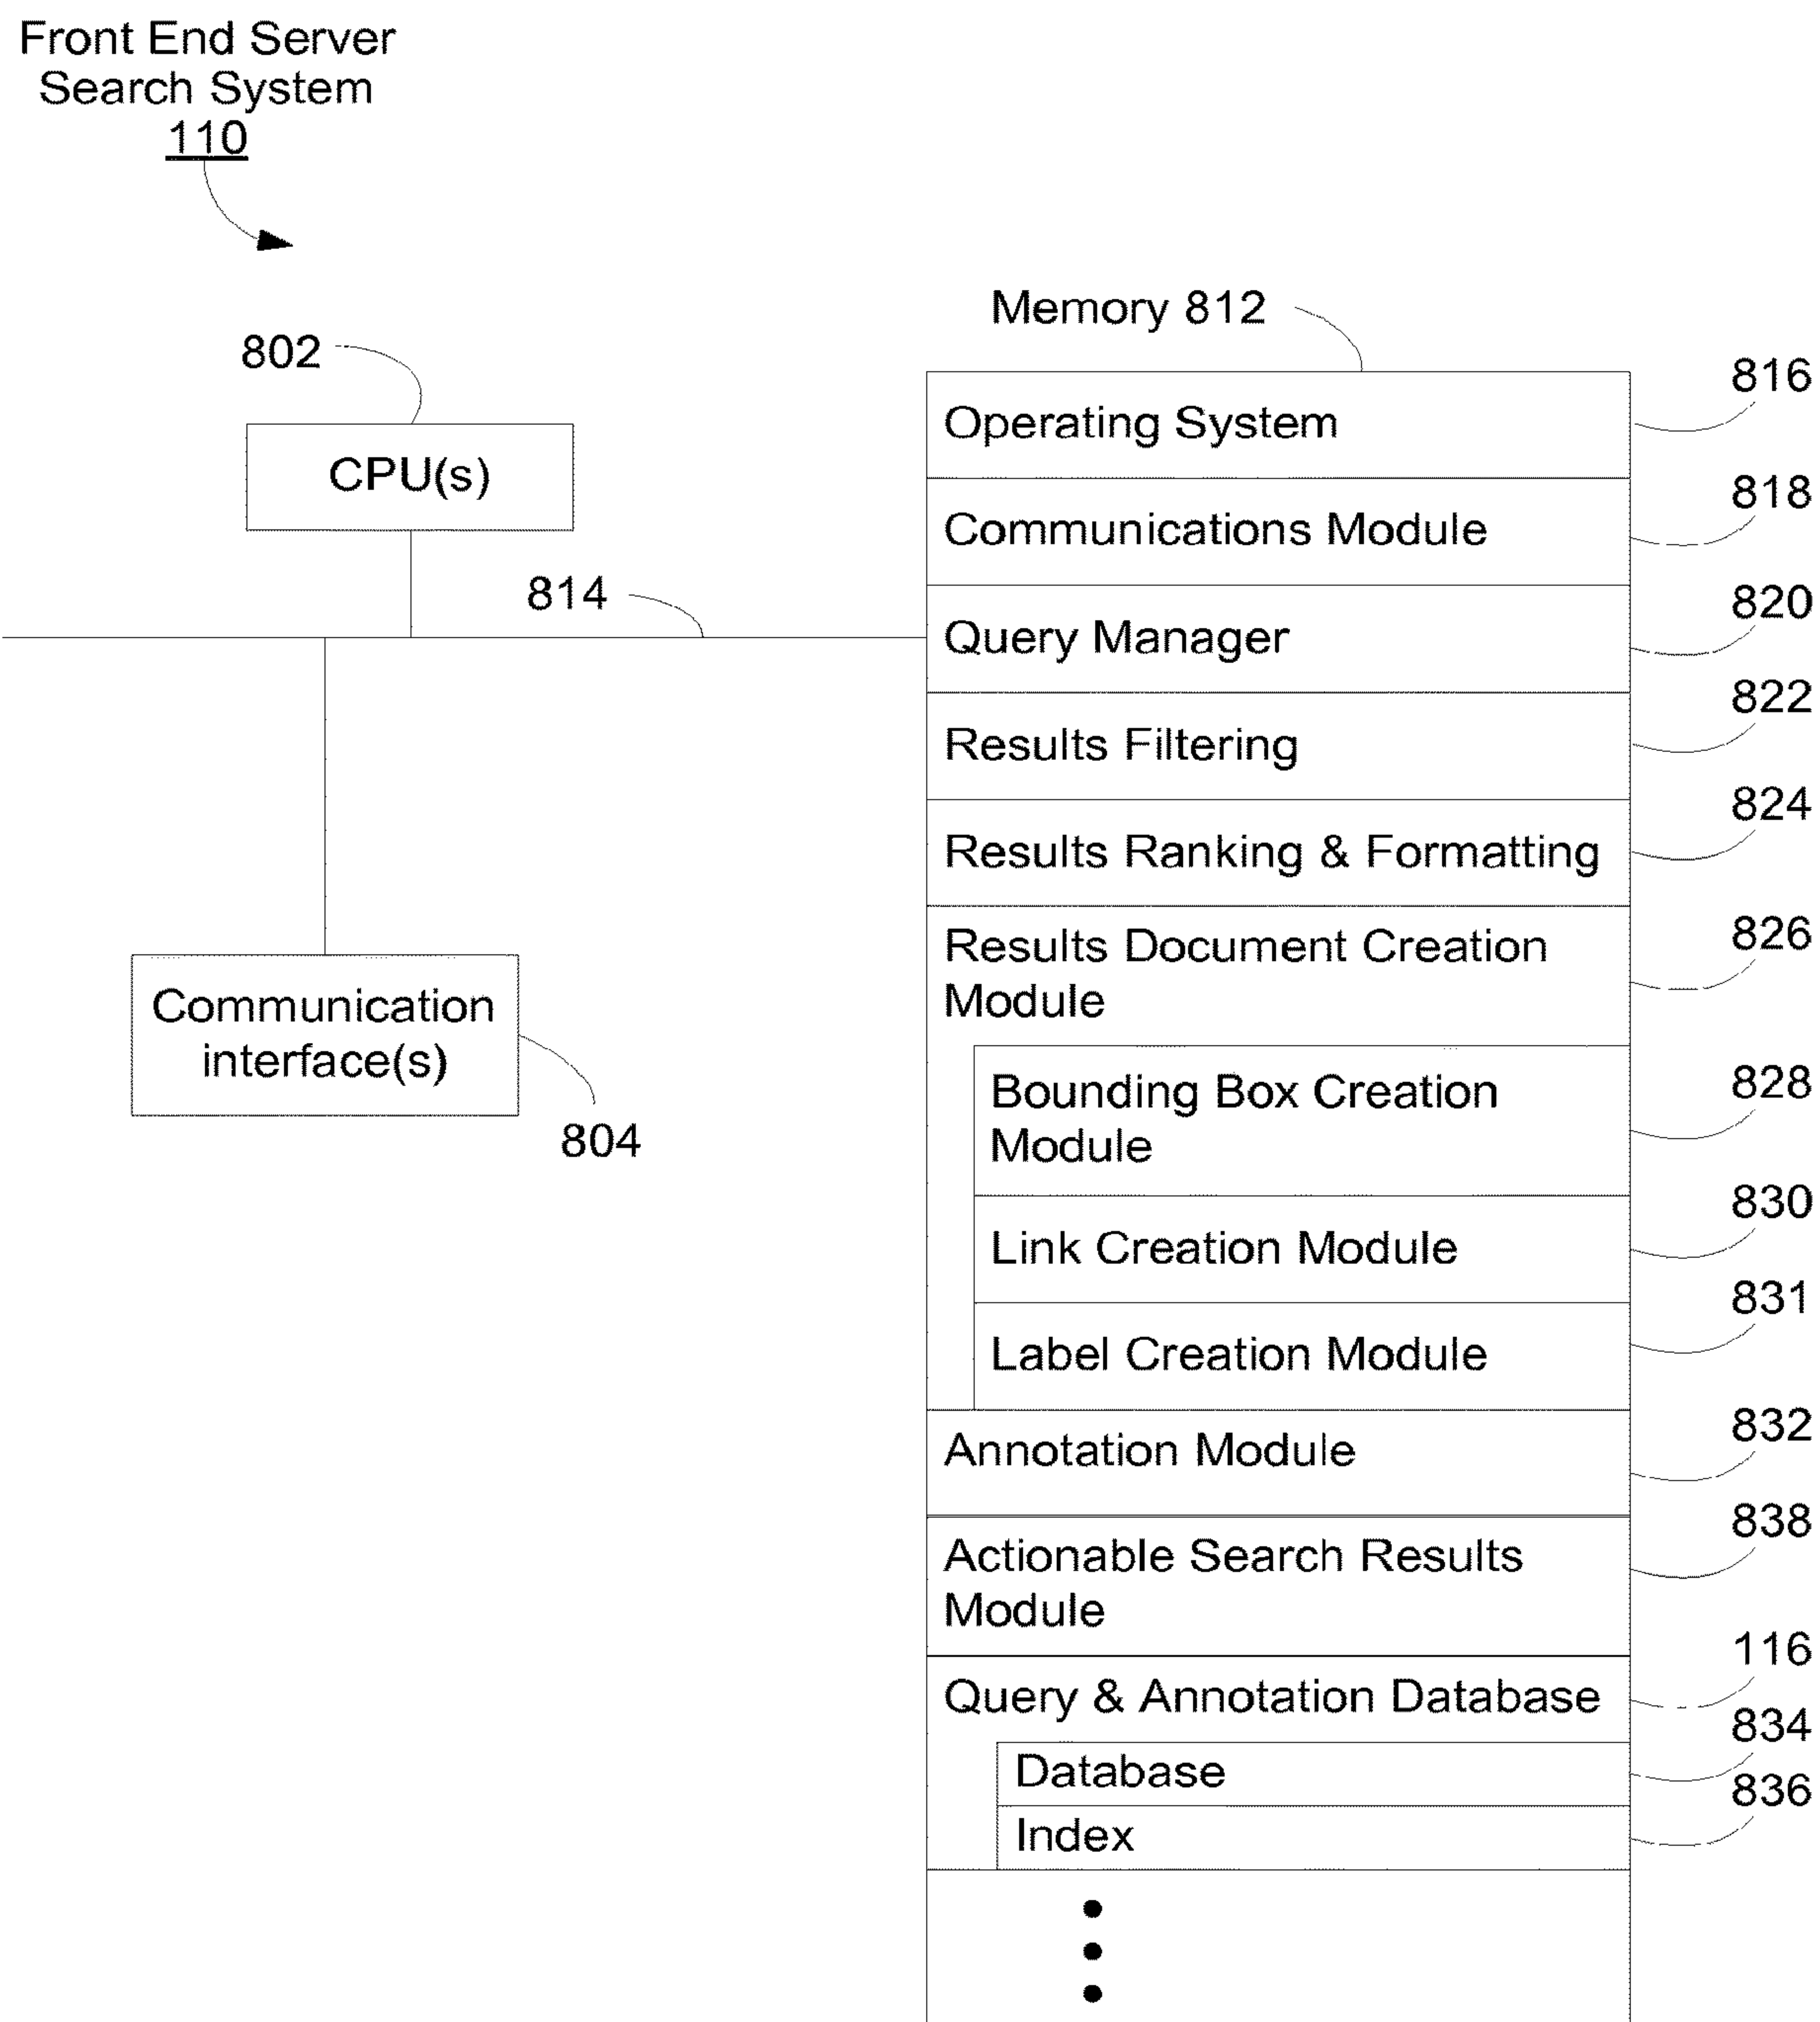 Front End Server
Search System
110
Memory 812
802
816
Operating System
CPU(s)
818
Communications Module
814
820
Query Manager
822
Results Filtering
824
Results Ranking & Formatting
826
Results Document Creation
Module
Communication
interface(s)
804
828
Bounding Box Creation
Module
830
Link Creation Module
831
Label Creation Module
832
Annotation Module
838
Actionable Search Results
Module
116
Query & Annotation Database
834
Database
836
Index